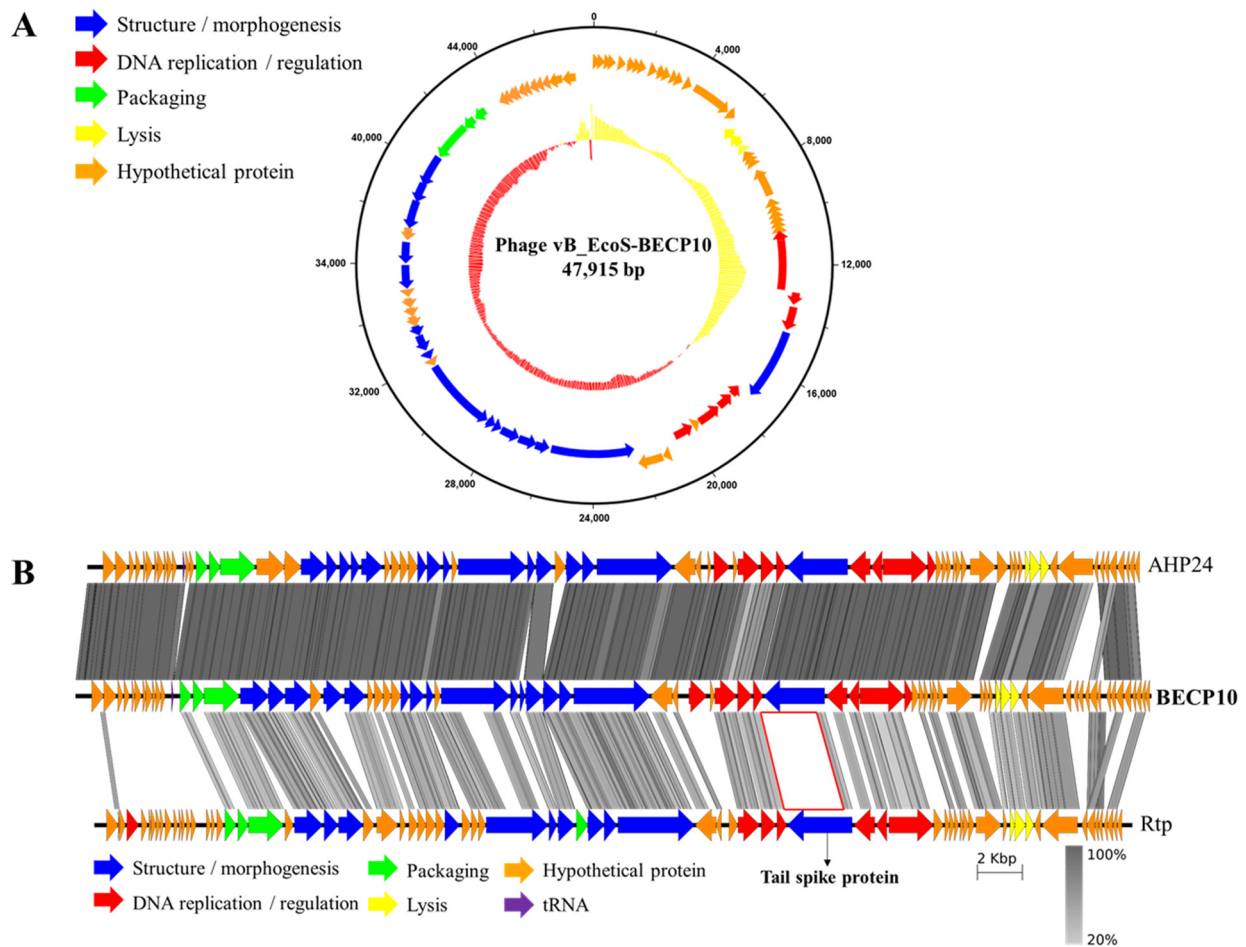 A
Structure / morphogenesis
DNA replication / regulation
Packaging
Lysis
Hypothetical protein
0
4,000
8,000
12,000
16,000
20,000
24,000
28,000
32,000
34,000
40,000
44,000
Phage vB_EcoS-BECP10
47,915 bp
B
AHP24
BECP10
Rtp
Structure / morphogenesis
Packaging
Hypothetical protein
DNA replication / regulation
Lysis
tRNA
Tail spike protein
2 Kbp
100%
20%